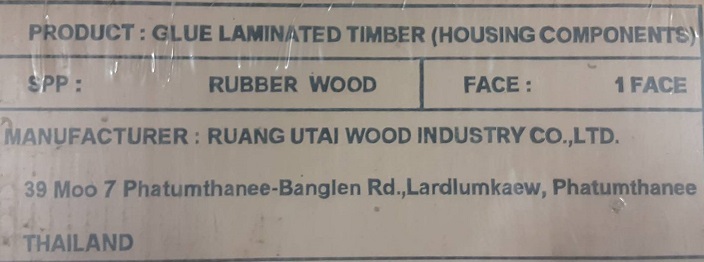 PRODUCT : GLUE LAMINATED TIMBER (HOUSING COMPONENTS)
SPP : RUBBER WOOD FACE : 1 FACE
MANUFACTURER : RUANG UTAI WOOD INDUSTRY CO.,LTD.
39 Moo 7 Phatumthanee-Banglen Rd.,Lardlumkaew, Phatumthanee
THAILAND